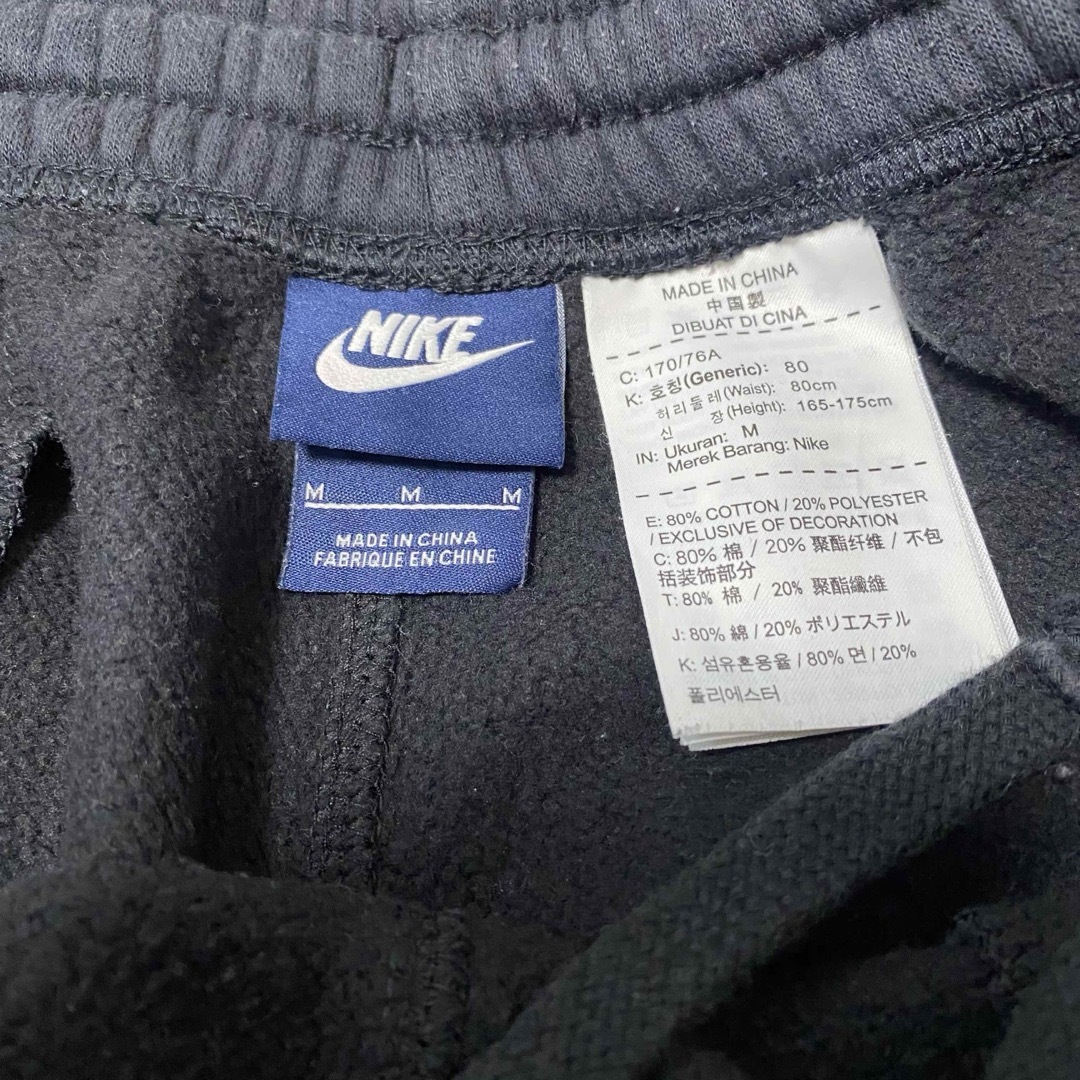 NIKE
M M M
MADE IN CHINA
FABRIQUE EN CHINE
MADE IN CHINA
中国製
DIBUAT DI CINA
C: 170/76A
K: 호칭(Generic): 80
허리둘레(Waist): 80cm
신 장(Height): 165-175cm
IN: Ukuran: M
Merek Barang: Nike
E: 80% COTTON / 20% POLYESTER
/ EXCLUSIVE OF DECORATION
C: 80% 棉 / 20% 聚酯纤维 / 不包
括装饰部分
T: 80% 棉 / 20% 聚酯纖維
J: 80% 綿 / 20% ポリエステル
K: 섬유혼용율 / 80% 면 / 20%
폴리에스터